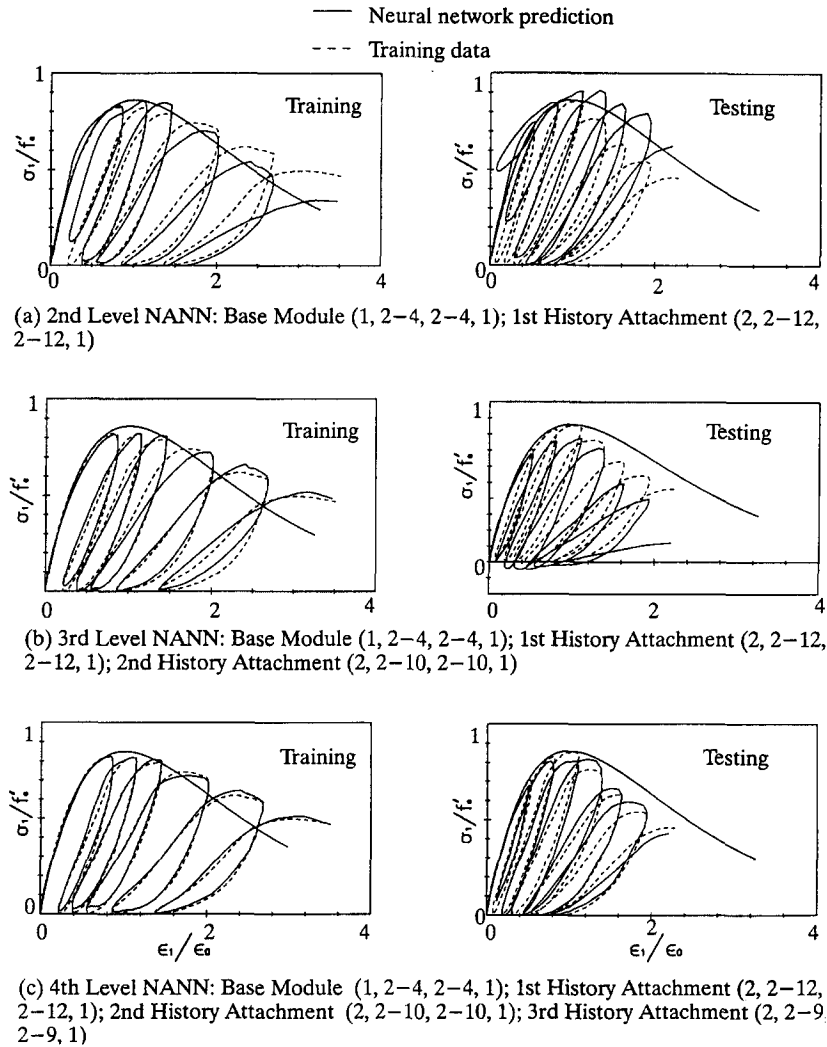 Neural network prediction
Training data
1
σ₁/f'c
Training
0
0
2
4
1
σ₁/f'c
Testing
0
0
2
4
(a) 2nd Level NANN: Base Module (1, 2−4, 2−4, 1); 1st History Attachment (2, 2−12,
2−12, 1)
1
σ₁/f'c
Training
0
0
2
4
1
σ₁/f'c
Testing
0
0
2
4
(b) 3rd Level NANN: Base Module (1, 2−4, 2−4, 1); 1st History Attachment (2, 2−12,
2−12, 1); 2nd History Attachment (2, 2−10, 2−10, 1)
1
σ₁/f'c
Training
0
0
2
4
ϵ₁/ϵ₀
1
σ₁/f'c
Testing
0
0
2
4
ϵ₁/ϵ₀
(c) 4th Level NANN: Base Module (1, 2−4, 2−4, 1); 1st History Attachment (2, 2−12,
2−12, 1); 2nd History Attachment (2, 2−10, 2−10, 1); 3rd History Attachment (2, 2−9,
2−9, 1)